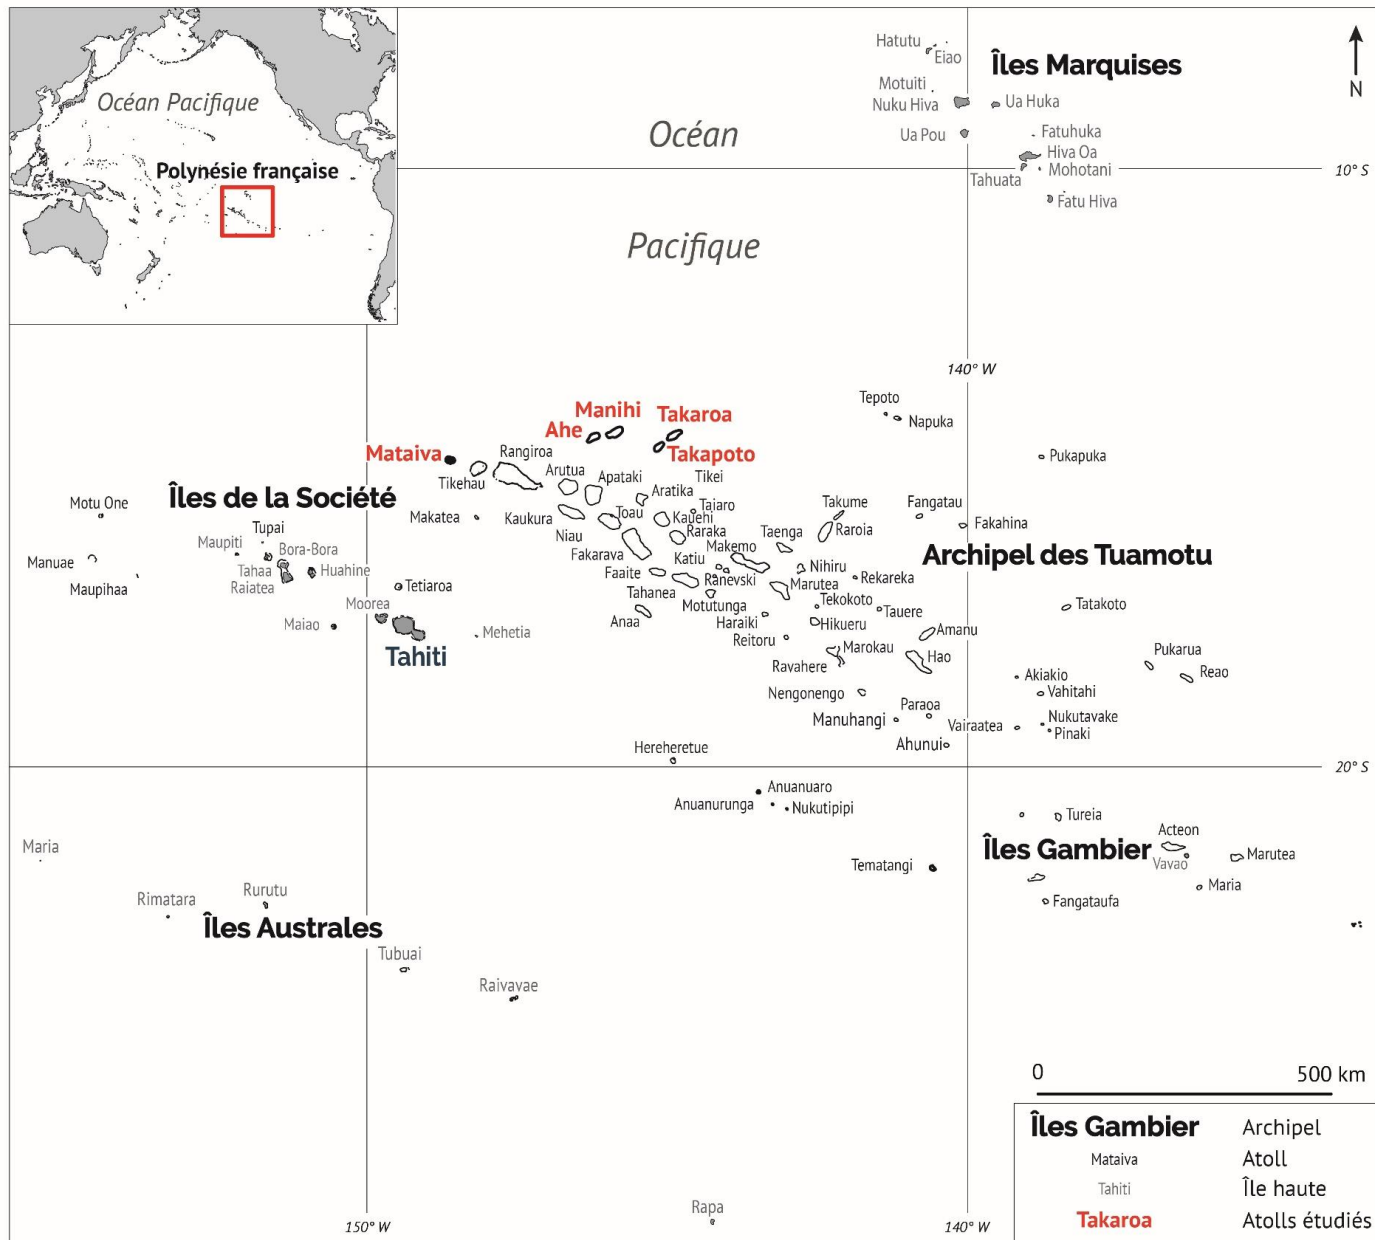 Océan Pacifique
Polynésie française
Océan
Pacifique
Hatutu
Eiao
Îles Marquises
N
Motuiti
Nuku Hiva
Ua Huka
Ua Pou
Fatuhuka
Hiva Oa
Mohotani
Tahuata
Fatu Hiva
10° S
140° W
Tepoto
Napuka
Manihi
Takaroa
Ahe
Takapoto
Mataiva
Rangiroa
Tikehau
Arutua
Apataki
Tikei
Pukapuka
Îles de la Société
Motu One
Tupai
Makatea
Kaukura
Aratika
Taiaro
Toau
Kauehi
Takume
Fangatau
Fakahina
Niau
Raraka
Taenga
Raroia
Maupiti
Bora-Bora
Manuae
Maupihaa
Tahaa
Raiatea
Huahine
Tetiaroa
Fakarava
Katiu
Makemo
Archipel des Tuamotu
Faaite
Ranevski
Nihiru
Marutea
Rekareka
Tahanea
Motutunga
Tekokoto
Tauere
Tatakoto
Moorea
Maiao
Mehetia
Anaa
Haraiki
Hikueru
Reitoru
Amanu
Tahiti
Marokau
Hao
Ravahere
Pukarua
Reao
Akiakio
Vahitahi
Nengonengo
Paraoa
Manuhangi
Vairaatea
Nukutavake
Pinaki
Ahunui
Hereheretue
20° S
Anuanuaro
Anuanurunga
Nukutipipi
Tureia
Îles Gambier
Acteon
Vavao
Marutea
Maria
Tematangi
Fangataufa
Maria
Rimatara
Rurutu
Îles Australes
Tubuai
Raivavae
Rapa
150° W
140° W
0
500 km
Îles Gambier Archipel
Mataiva Atoll
Tahiti Île haute
Takaroa Atolls étudiés